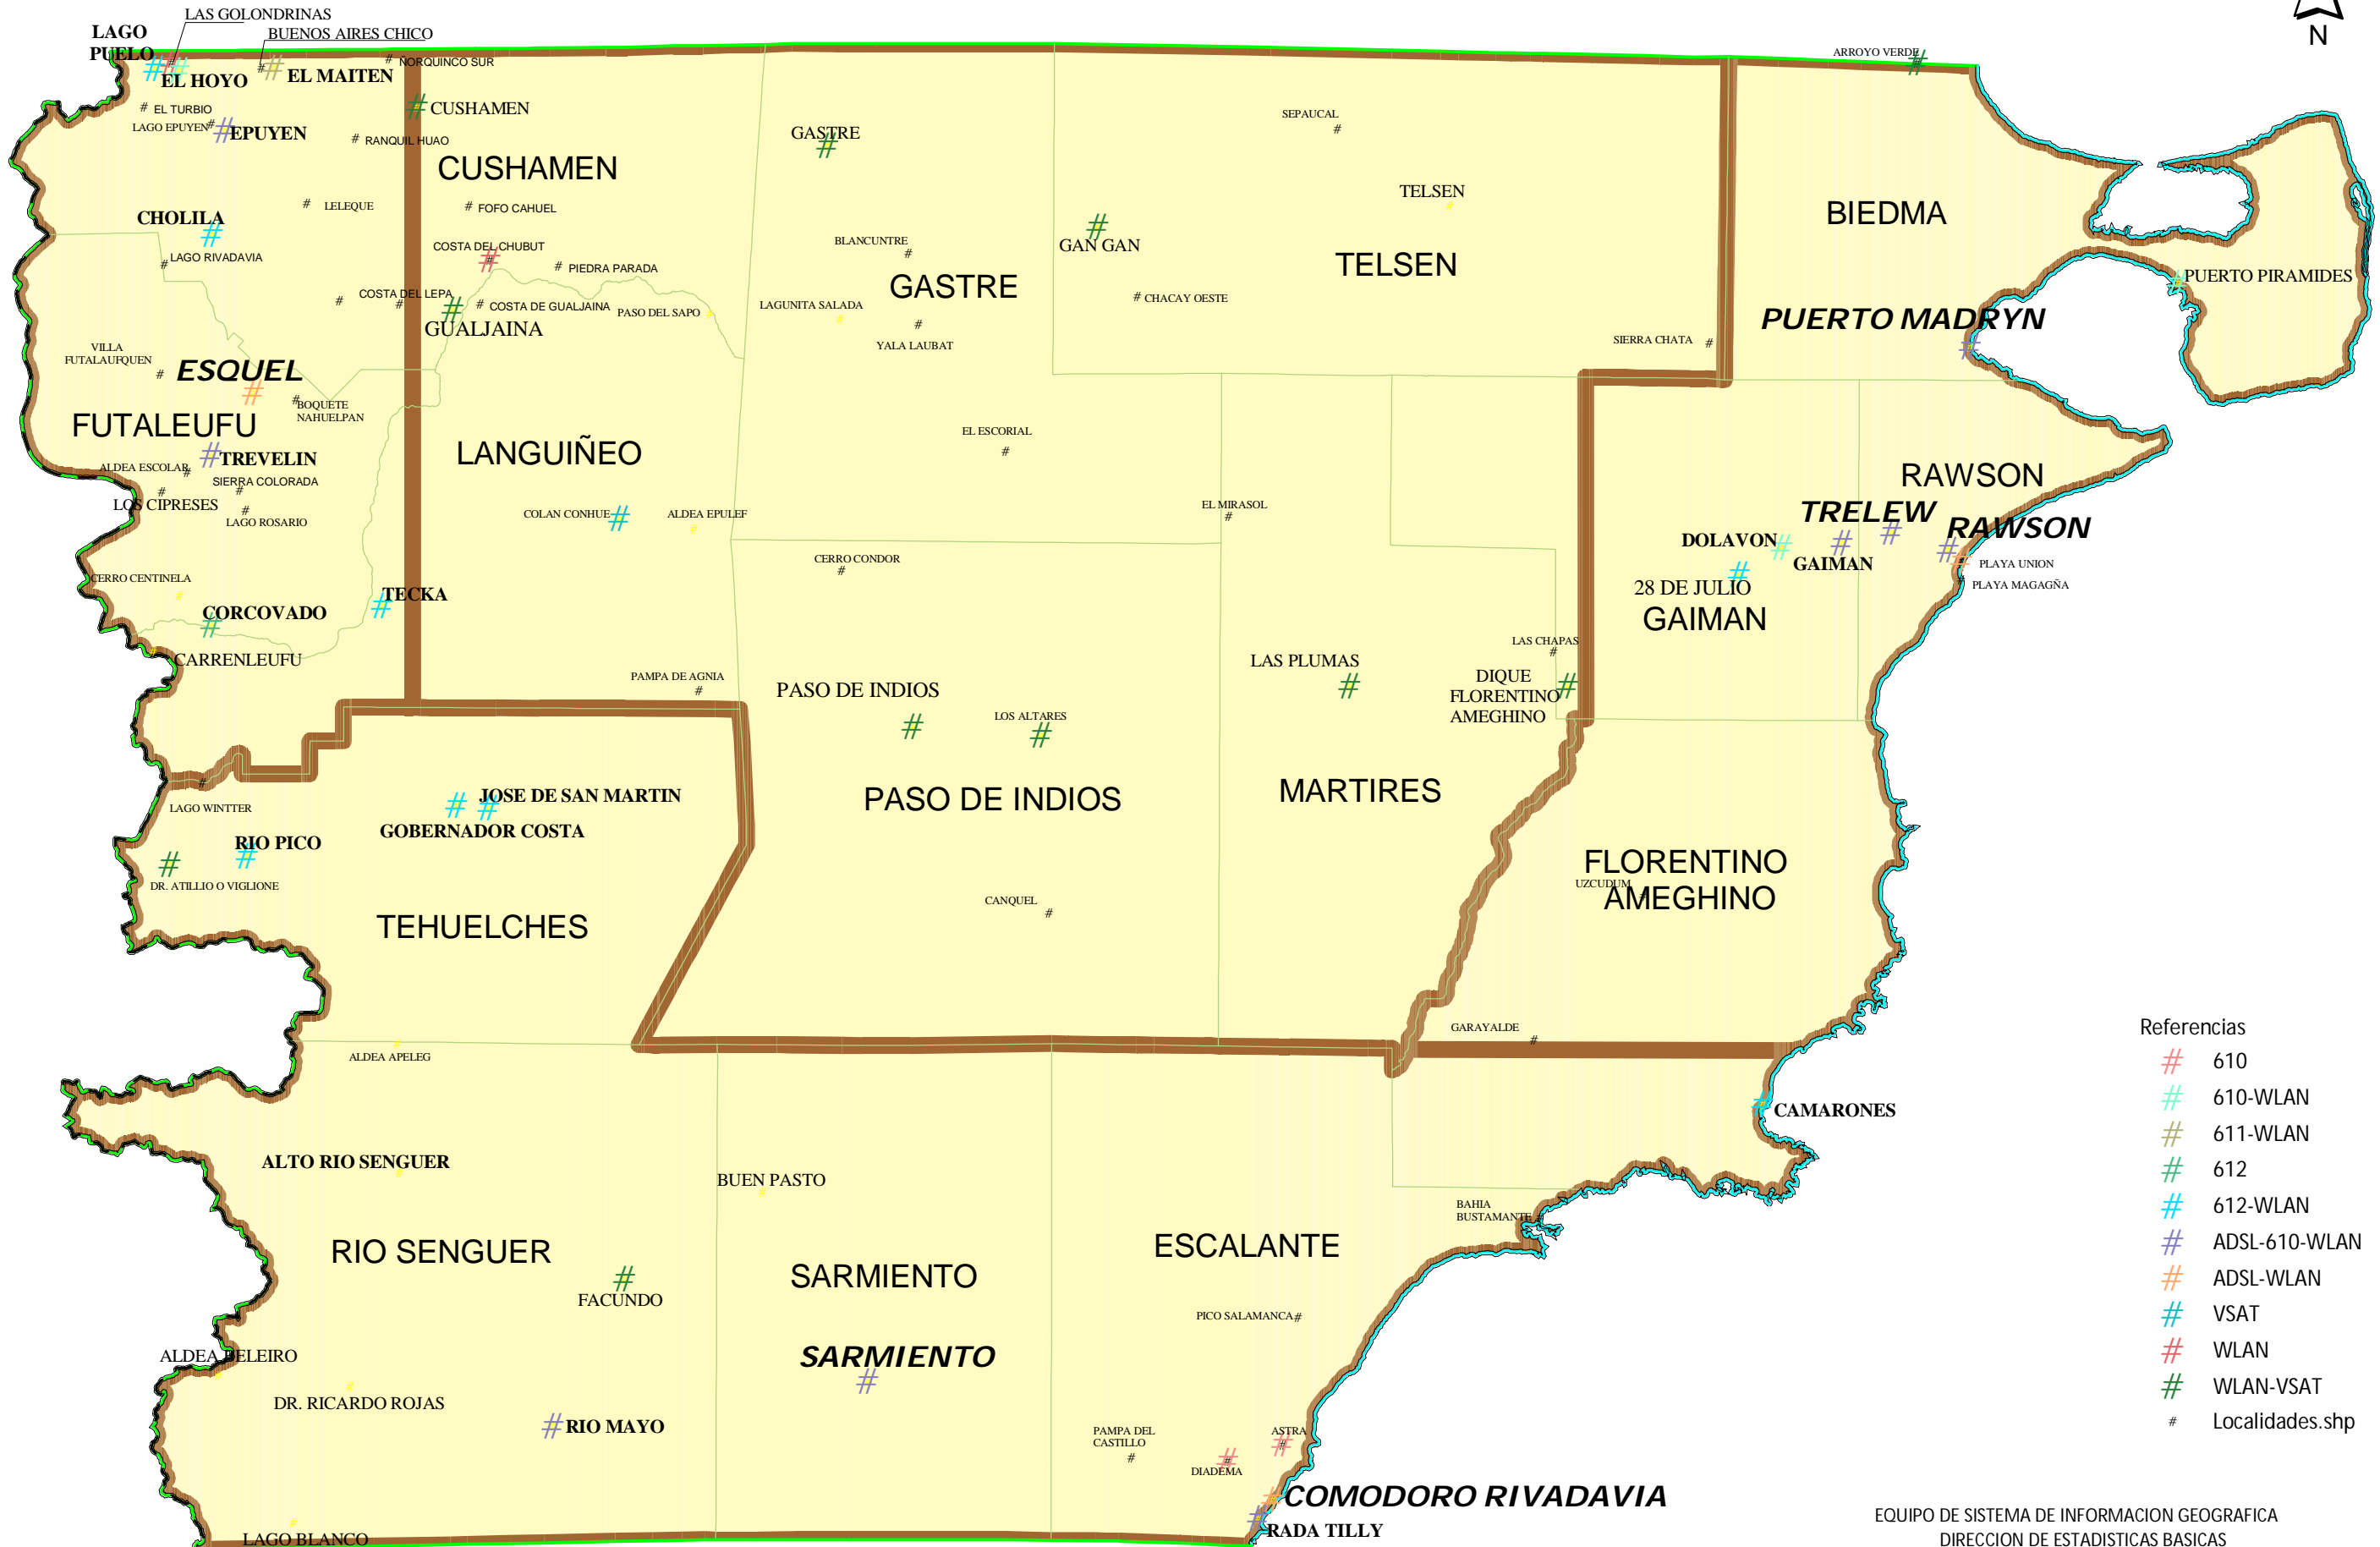 LAS GOLONDRINAS
LAGO
PUELO
BUENOS AIRES CHICO
N
ARROYO VERDE
NORQUINCO SUR
EL HOYO
EL MAITEN
EL TURBIO
CUSHAMEN
LAGO EPUYEN
EPUYEN
RANQUIL HUAO
GASTRE
SEPAUCAL
CUSHAMEN
TELSEN
LELEQUE
FOFO CAHUEL
CHOLILA
BIEDMA
COSTA DEL CHUBUT
BLANCUNTRE
GAN GAN
LAGO RIVADAVIA
PIEDRA PARADA
TELSEN
PUERTO PIRAMIDES
GASTRE
COSTA DEL LEPA
COSTA DE GUALJAINA
PASO DEL SAPO
LAGUNITA SALADA
CHACAY OESTE
GUALJAINA
PUERTO MADRYN
SIERRA CHATA
YALA LAUBAT
VILLA
FUTALAUFQUEN
ESQUEL
BOQUETE
NAHUELPAN
FUTALEUFU
LANGUIÑEO
EL ESCORIAL
TREVELIN
ALDEA ESCOLAR
SIERRA COLORADA
RAWSON
LOS CIPRESES
LAGO ROSARIO
COLAN CONHUE
ALDEA EPULEF
EL MIRASOL
TRELEW
RAWSON
DOLAVON
GAIMAN
PLAYA UNION
CERRO CONDOR
CERRO CENTINELA
PLAYA MAGAGÑA
28 DE JULIO
TECKA
CORCOVADO
GAIMAN
LAS CHAPAS
CARRENLEUFU
LAS PLUMAS
PAMPA DE AGNIA
DIQUE
FLORENTINO
AMEGHINO
PASO DE INDIOS
LOS ALTARES
MARTIRES
JOSE DE SAN MARTIN
PASO DE INDIOS
LAGO WINTTER
GOBERNADOR COSTA
RIO PICO
FLORENTINO
AMEGHINO
DR. ATILLIO O VIGLIONE
UZCUDUM
CANQUEL
TEHUELCHES
GARAYALDE
ALDEA APELEG
CAMARONES
ALTO RIO SENGUER
BUEN PASTO
BAHIA
BUSTAMANTE
RIO SENGUER
ESCALANTE
SARMIENTO
FACUNDO
PICO SALAMANCA
ALDEA BELEIRO
SARMIENTO
DR. RICARDO ROJAS
RIO MAYO
PAMPA DEL
CASTILLO
ASTRA
DIADEMA
COMODORO RIVADAVIA
RADA TILLY
LAGO BLANCO
Referencias
610
610-WLAN
611-WLAN
612
612-WLAN
ADSL-610-WLAN
ADSL-WLAN
VSAT
WLAN
WLAN-VSAT
Localidades.shp
EQUIPO DE SISTEMA DE INFORMACION GEOGRAFICA
DIRECCION DE ESTADISTICAS BASICAS